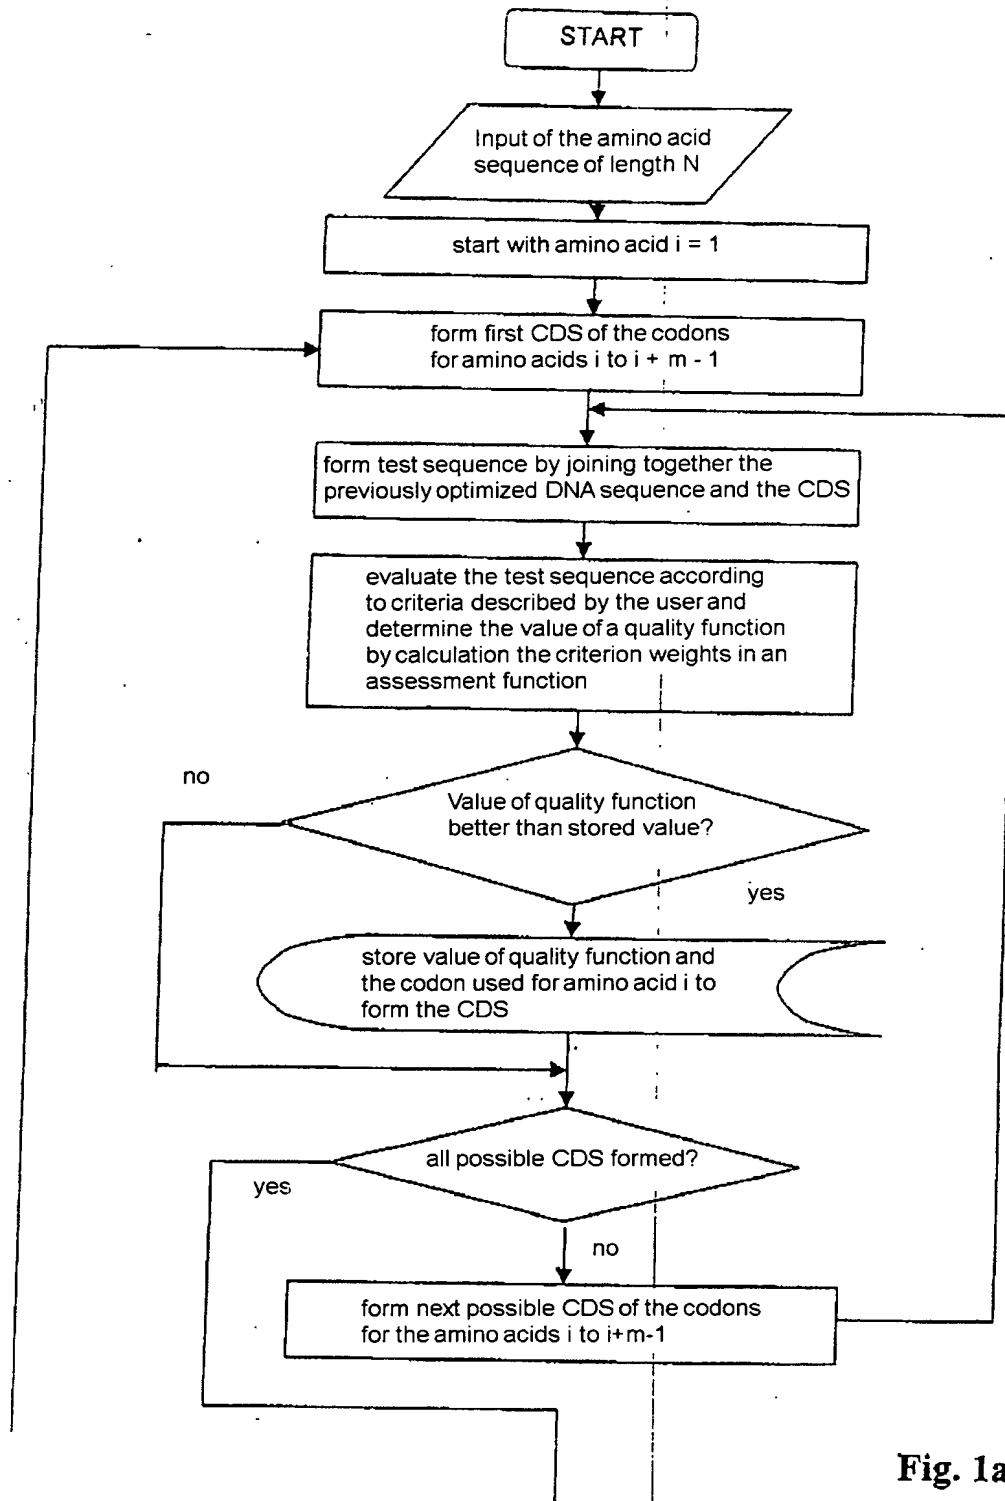 START
Input of the amino acid
sequence of length N
start with amino acid i = 1
form first CDS of the codons
for amino acids i to i + m - 1
form test sequence by joining together the
previously optimized DNA sequence and the CDS
evaluate the test sequence according
to criteria described by the user and
determine the value of a quality function
by calculation the criterion weights in an
assessment function
no
Value of quality function
better than stored value?
yes
store value of quality function and
the codon used for amino acid i to
form the CDS
all possible CDS formed?
yes
no
form next possible CDS of the codons
for the amino acids i to i+m-1
Fig. 1a